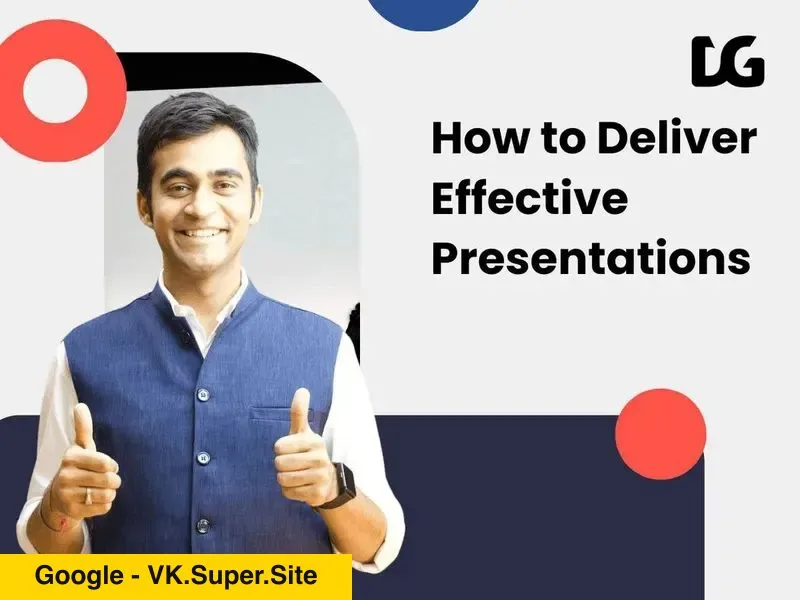 DG
How to Deliver
Effective
Presentations
Google - VK.Super.Site